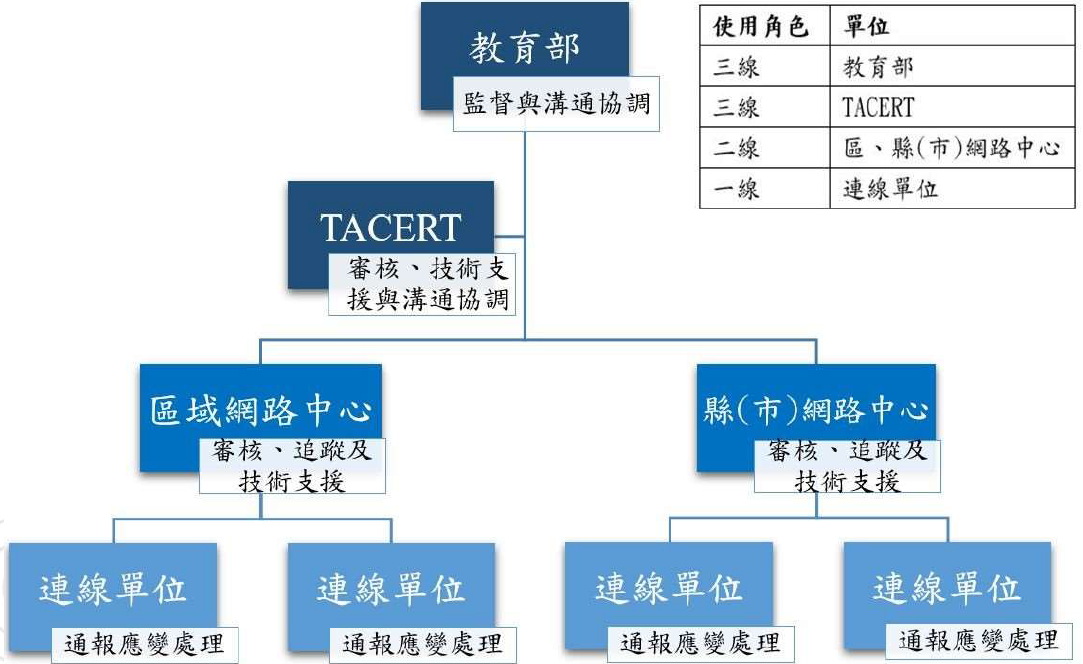 教育部
監督與溝通協調
使用角色 單位
三線 教育部
三線 TACERT
二線 區、縣(市)網路中心
一線 連線單位
TACERT
審核、技術支
援與溝通協調
區域網路中心
審核、追蹤及
技術支援
縣(市)網路中心
審核、追蹤及
技術支援
連線單位
通報應變處理
連線單位
通報應變處理
連線單位
通報應變處理
連線單位
通報應變處理